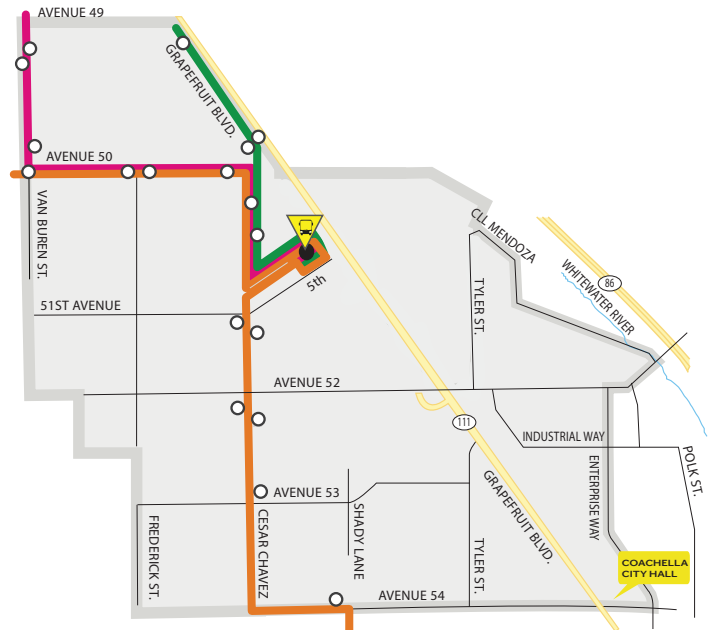 AVENUE 49
GRAPEFRUIT BLVD.
AVENUE 50
VAN BUREN ST.
CLL MENDOZA
WHITEWATER RIVER
86
5th
TYLER ST.
51ST AVENUE
AVENUE 52
111
INDUSTRIAL WAY
POLK ST.
ENTERPRISE WAY
GRAPEFRUIT BLVD.
AVENUE 53
SHADY LANE
CESAR CHAVEZ
FREDERICK ST.
TYLER ST.
COACHELLA
CITY HALL
AVENUE 54